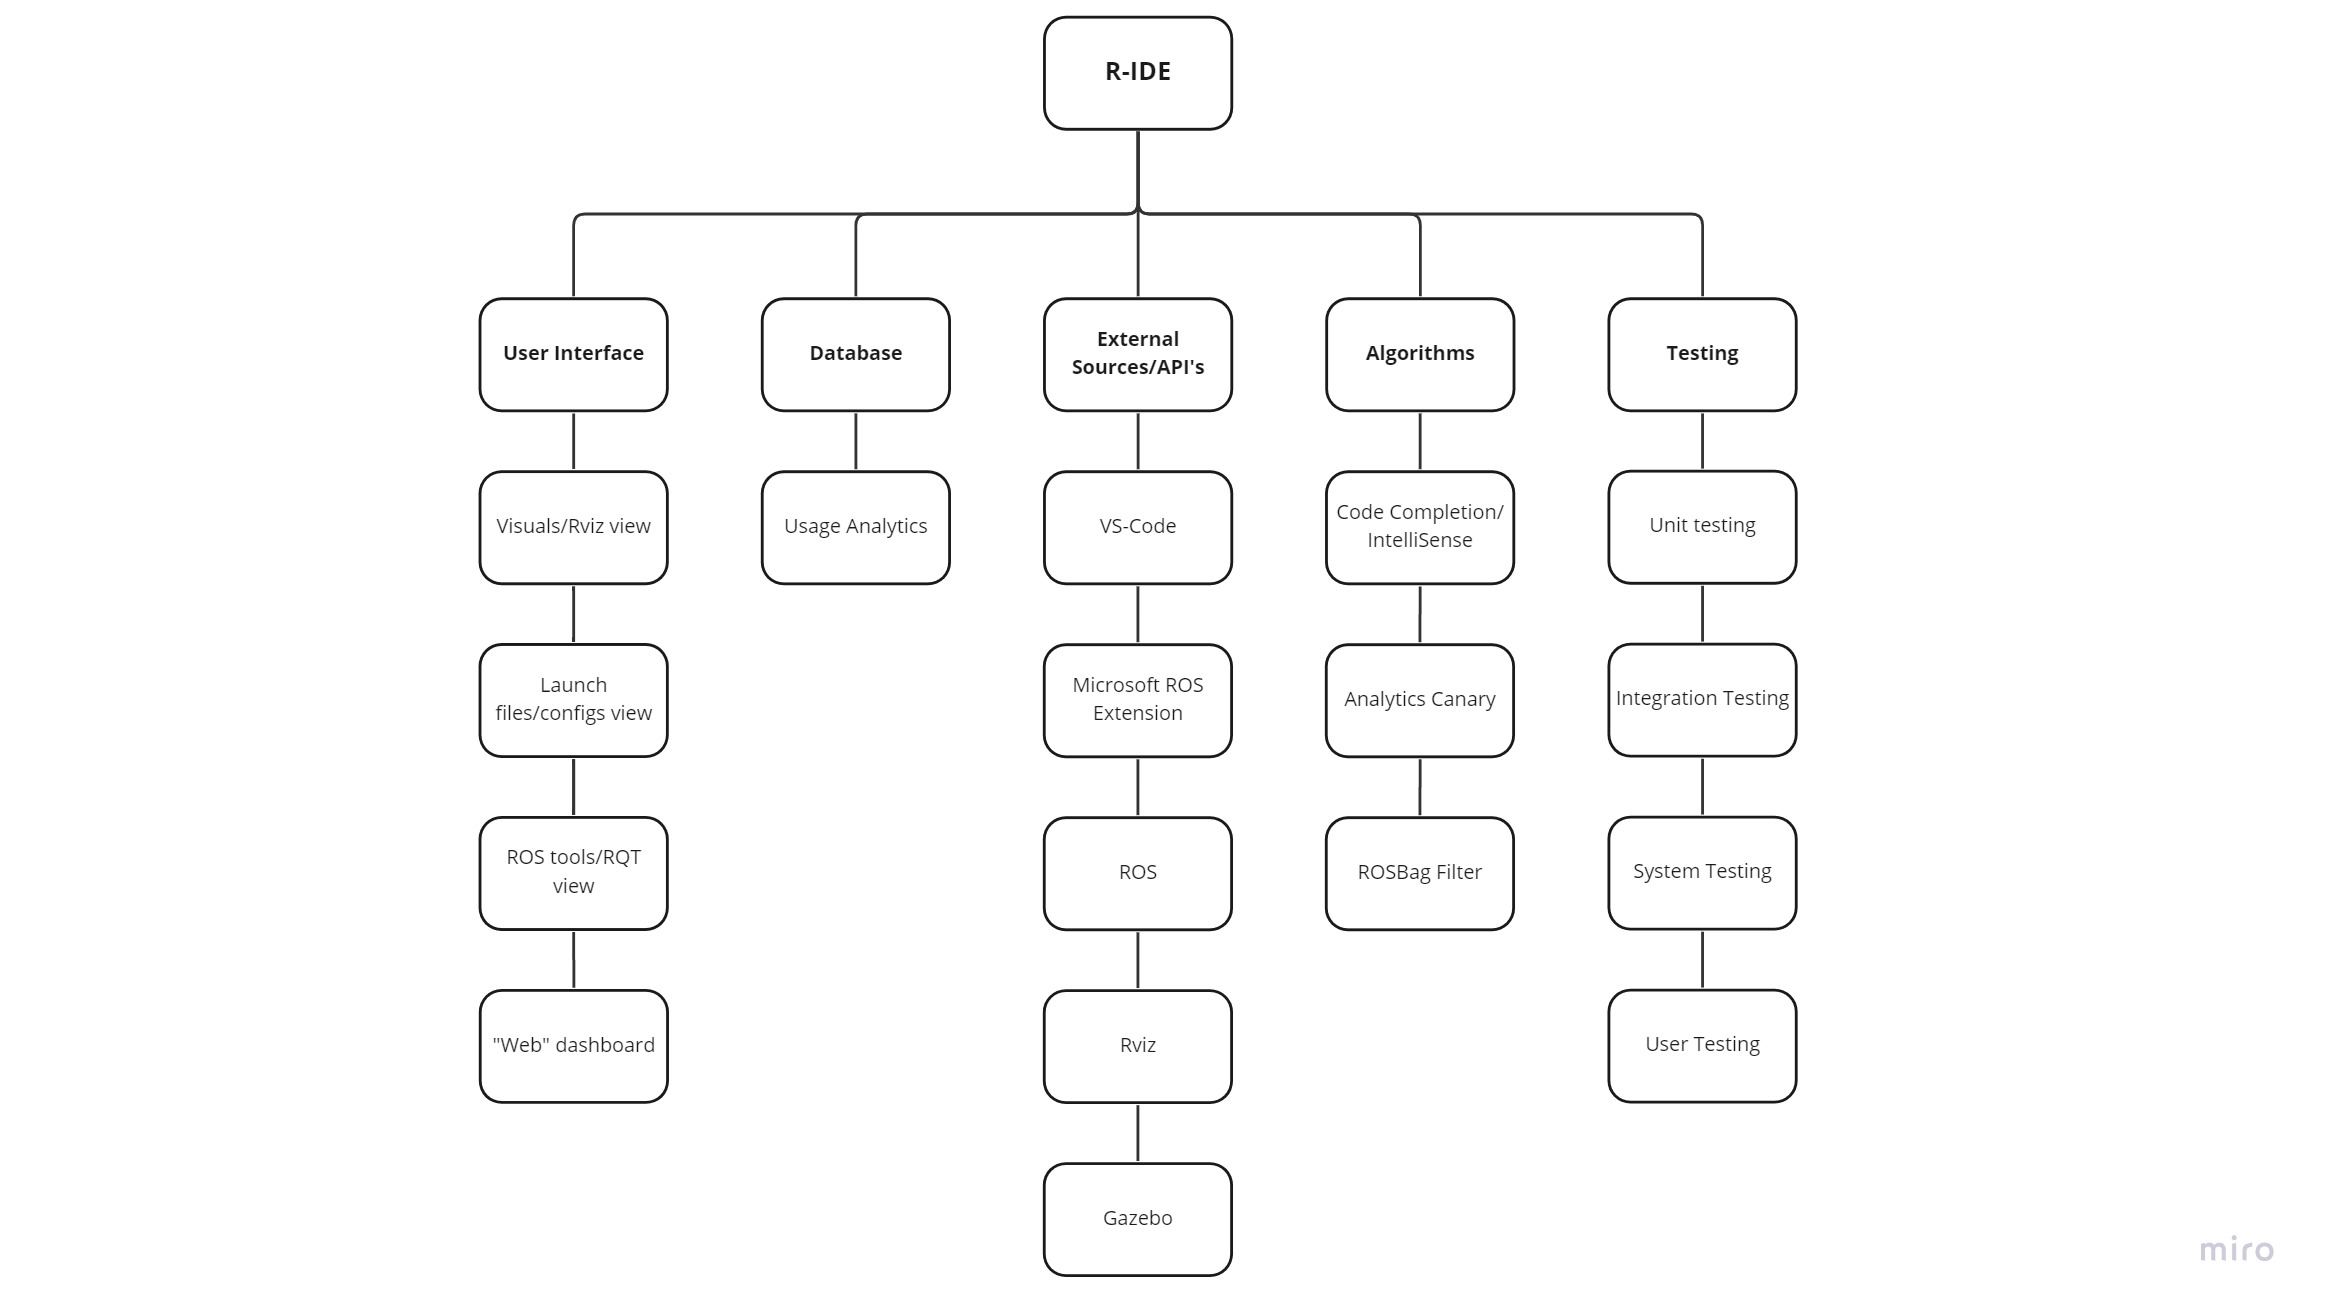 R-IDE
User Interface
Database
External
Sources/API's
Algorithms
Testing
Visuals/Rviz view
Usage Analytics
VS-Code
Code Completion/
IntelliSense
Unit testing
Launch
files/configs view
Microsoft ROS
Extension
Analytics Canary
Integration Testing
ROS tools/RQT
view
ROS
ROSBag Filter
System Testing
"Web" dashboard
Rviz
User Testing
Gazebo
miro